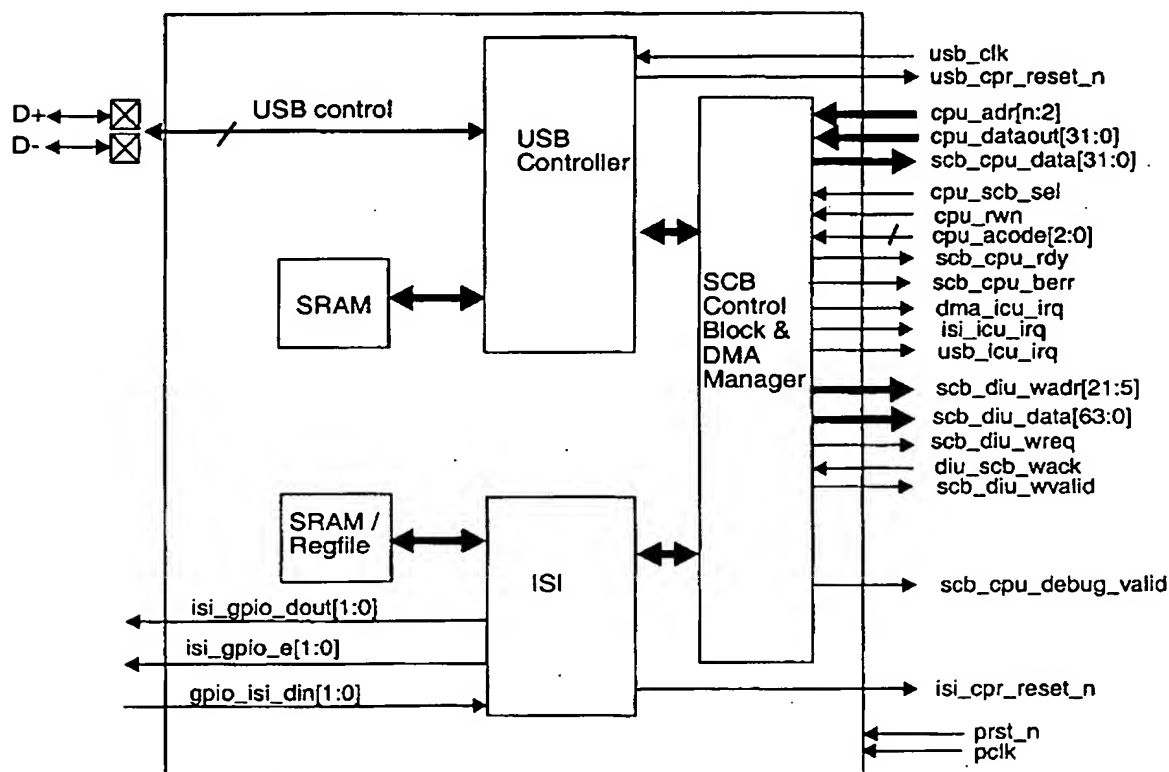 D+
D-
USB control
USB
Controller
SRAM
SRAM /
Regfile
ISI
isi_gpio_dout[1:0]
isi_gpio_e[1:0]
gpio_isi_din[1:0]
SCB
Control
Block &
DMA
Manager
usb_clk
usb_cpr_reset_n
cpu_adr[n:2]
cpu_dataout[31:0]
scb_cpu_data[31:0]
cpu_scb_sel
cpu_rwn
cpu_acode[2:0]
scb_cpu_rdy
scb_cpu_berr
dma_icu_irq
isi_icu_irq
usb_icu_irq
scb_diu_wadr[21:5]
scb_diu_data[63:0]
scb_diu_wreq
diu_scb_wack
scb_diu_wvalid
scb_cpu_debug_valid
isi_cpr_reset_n
prst_n
pclk